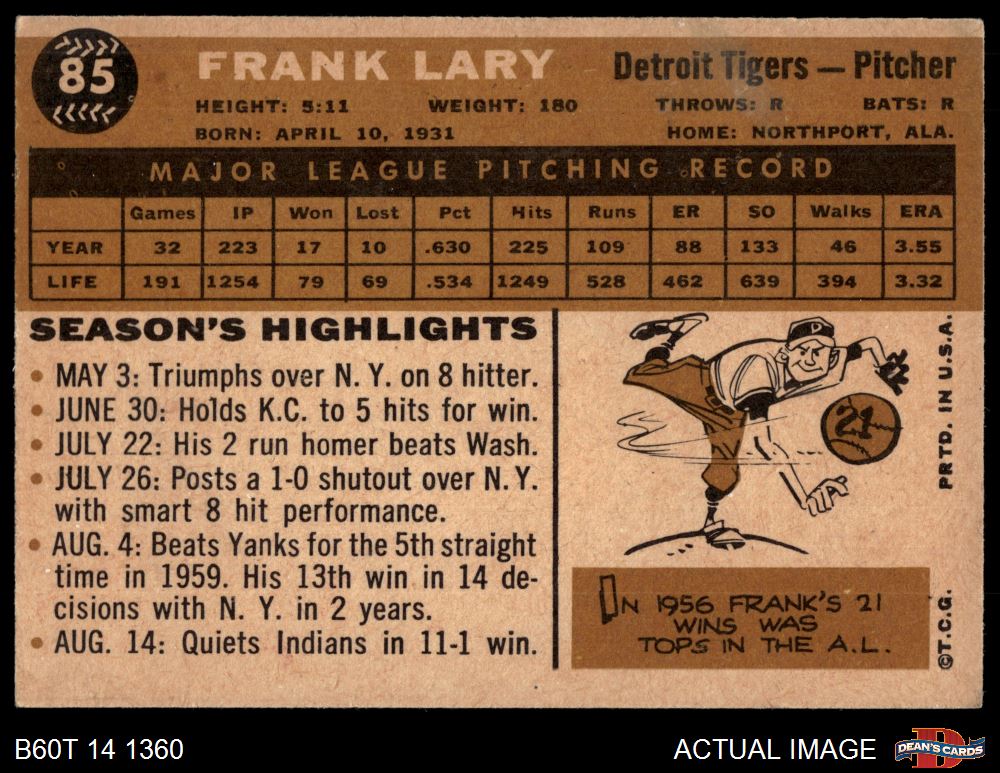 85
FRANK LARY
Detroit Tigers — Pitcher
HEIGHT: 5:11 WEIGHT: 180 THROWS: R BATS: R
BORN: APRIL 10, 1931 HOME: NORTHPORT, ALA.
MAJOR LEAGUE PITCHING RECORD
Games IP Won Lost Pct Hits Runs ER SO Walks ERA
YEAR 32 223 17 10 .630 225 109 88 133 46 3.55
LIFE 191 1254 79 69 .534 1249 528 462 639 394 3.32
SEASON'S HIGHLIGHTS
• MAY 3: Triumphs over N. Y. on 8 hitter.
• JUNE 30: Holds K.C. to 5 hits for win.
• JULY 22: His 2 run homer beats Wash.
• JULY 26: Posts a 1-0 shutout over N. Y.
with smart 8 hit performance.
• AUG. 4: Beats Yanks for the 5th straight
time in 1959. His 13th win in 14 de-
cisions with N. Y. in 2 years.
• AUG. 14: Quiets Indians in 11-1 win.
D
21
IN 1956 FRANK'S 21
WINS WAS
TOPS IN THE A.L.
PRTD. IN U.S.A.
©T.C.G.
B60T 14 1360
ACTUAL IMAGE
D
DEAN'S CARDS